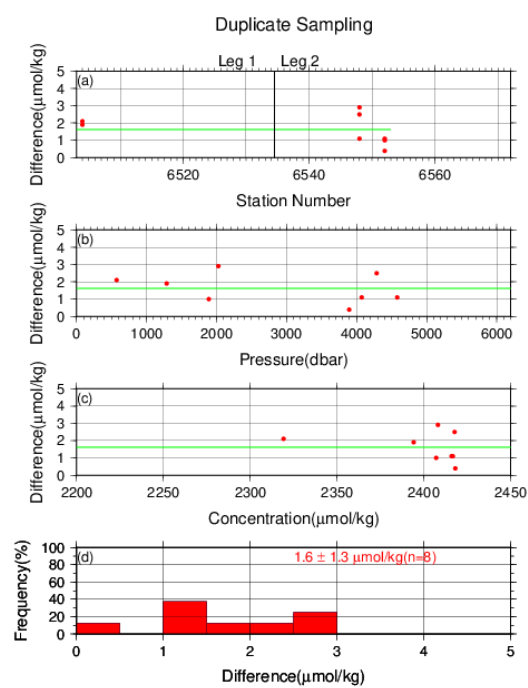 Duplicate Sampling
Leg 1 Leg 2
Difference(μmol/kg)
5
4
3
2
1
0
(a)
6520 6540 6560
Station Number
Difference(μmol/kg)
5
4
3
2
1
0
(b)
0 1000 2000 3000 4000 5000 6000
Pressure(dbar)
Difference(μmol/kg)
5
4
3
2
1
0
(c)
2200 2250 2300 2350 2400 2450
Concentration(μmol/kg)
Frequency(%)
100
80
60
40
20
0
(d)
1.6 ± 1.3 μmol/kg(n=8)
0 1 2 3 4 5
Difference(μmol/kg)